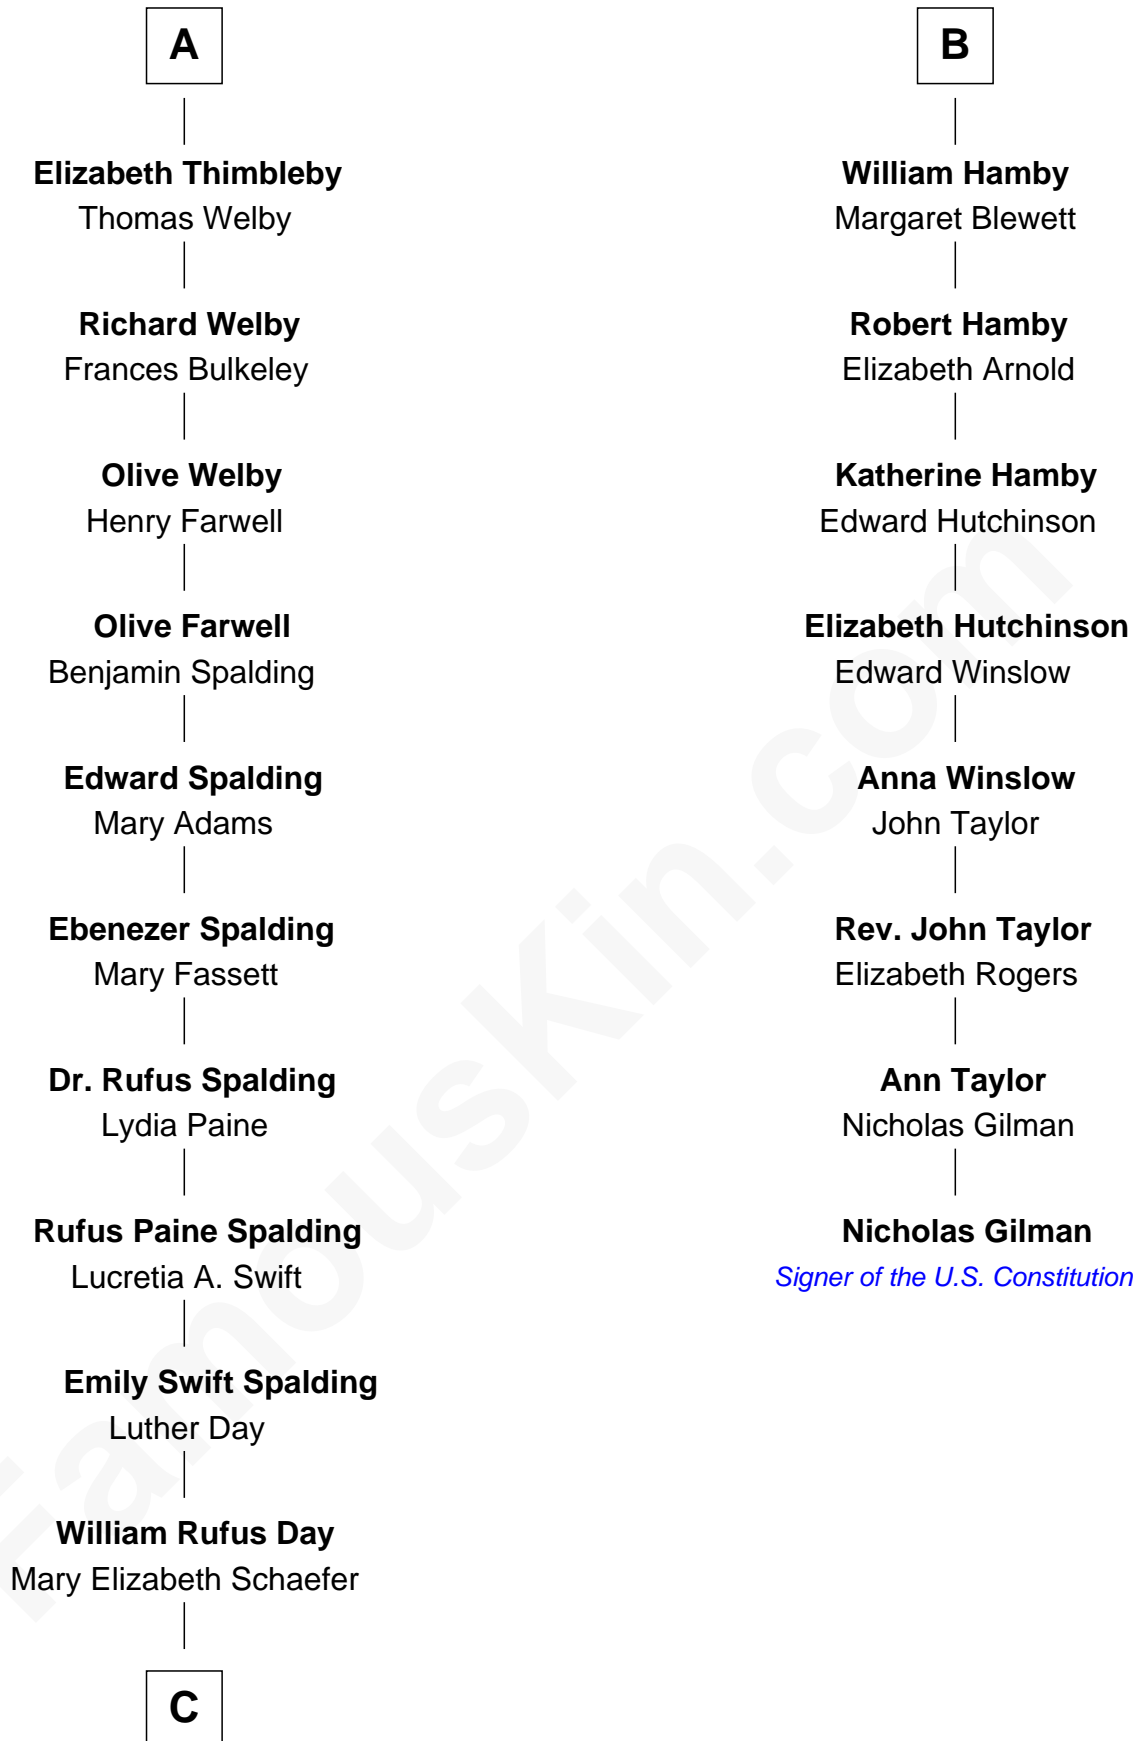 A
Elizabeth Thimbleby
Thomas Welby
Richard Welby
Frances Bulkeley
Olive Welby
Henry Farwell
Olive Farwell
Benjamin Spalding
Edward Spalding
Mary Adams
Ebenezer Spalding
Mary Fassett
Dr. Rufus Spalding
Lydia Paine
Rufus Paine Spalding
Lucretia A. Swift
Emily Swift Spalding
Luther Day
William Rufus Day
Mary Elizabeth Schaefer
C
B
William Hamby
Margaret Blewett
Robert Hamby
Elizabeth Arnold
Katherine Hamby
Edward Hutchinson
Elizabeth Hutchinson
Edward Winslow
Anna Winslow
John Taylor
Rev. John Taylor
Elizabeth Rogers
Ann Taylor
Nicholas Gilman
Nicholas Gilman
Signer of the U.S. Constitution
FamousKin.com